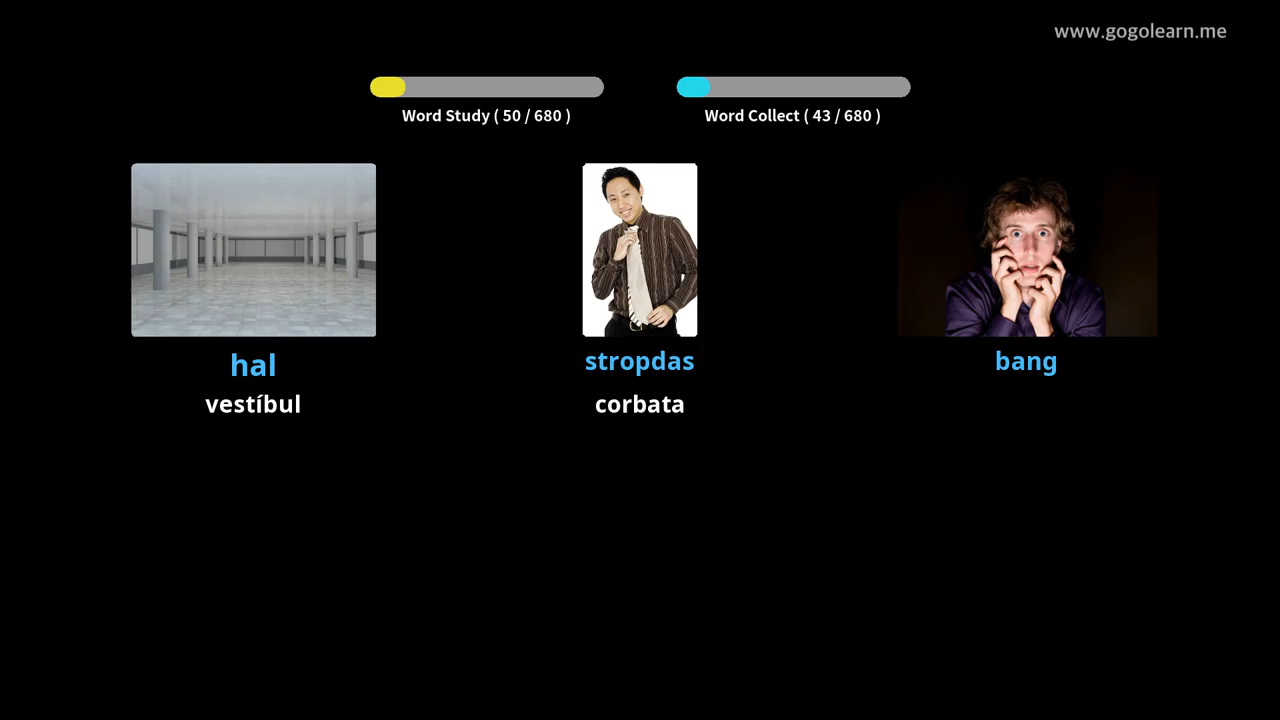 www.gogolearn.me
Word Study ( 50 / 680 )
Word Collect ( 43 / 680 )
hal
vestíbul
stropdas
corbata
bang